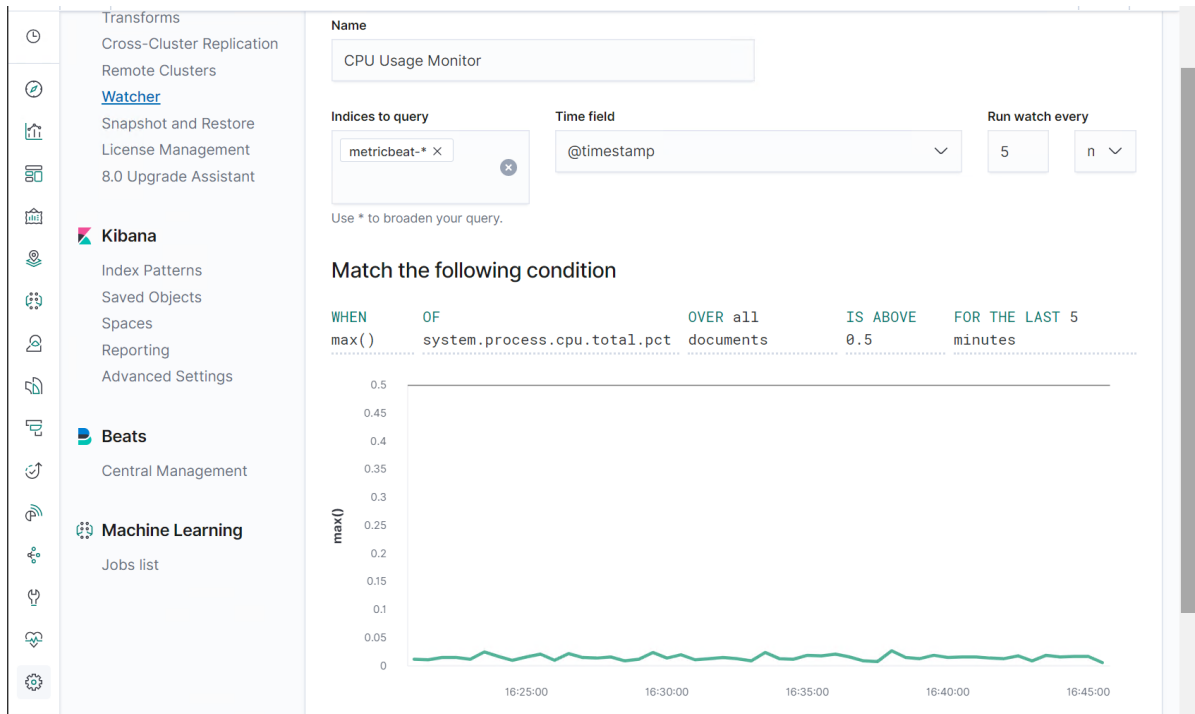 Transforms
Cross-Cluster Replication
Remote Clusters
Watcher
Snapshot and Restore
License Management
8.0 Upgrade Assistant
Kibana
Index Patterns
Saved Objects
Spaces
Reporting
Advanced Settings
Beats
Central Management
Machine Learning
Jobs list
Name
CPU Usage Monitor
Indices to query
Time field
Run watch every
metricbeat-*
@timestamp
5
n
Use * to broaden your query.
Match the following condition
WHEN OF OVER all IS ABOVE FOR THE LAST 5
max() system.process.cpu.total.pct documents 0.5 minutes
max()
0.5
0.45
0.4
0.35
0.3
0.25
0.2
0.15
0.1
0.05
0
16:25:00 16:30:00 16:35:00 16:40:00 16:45:00